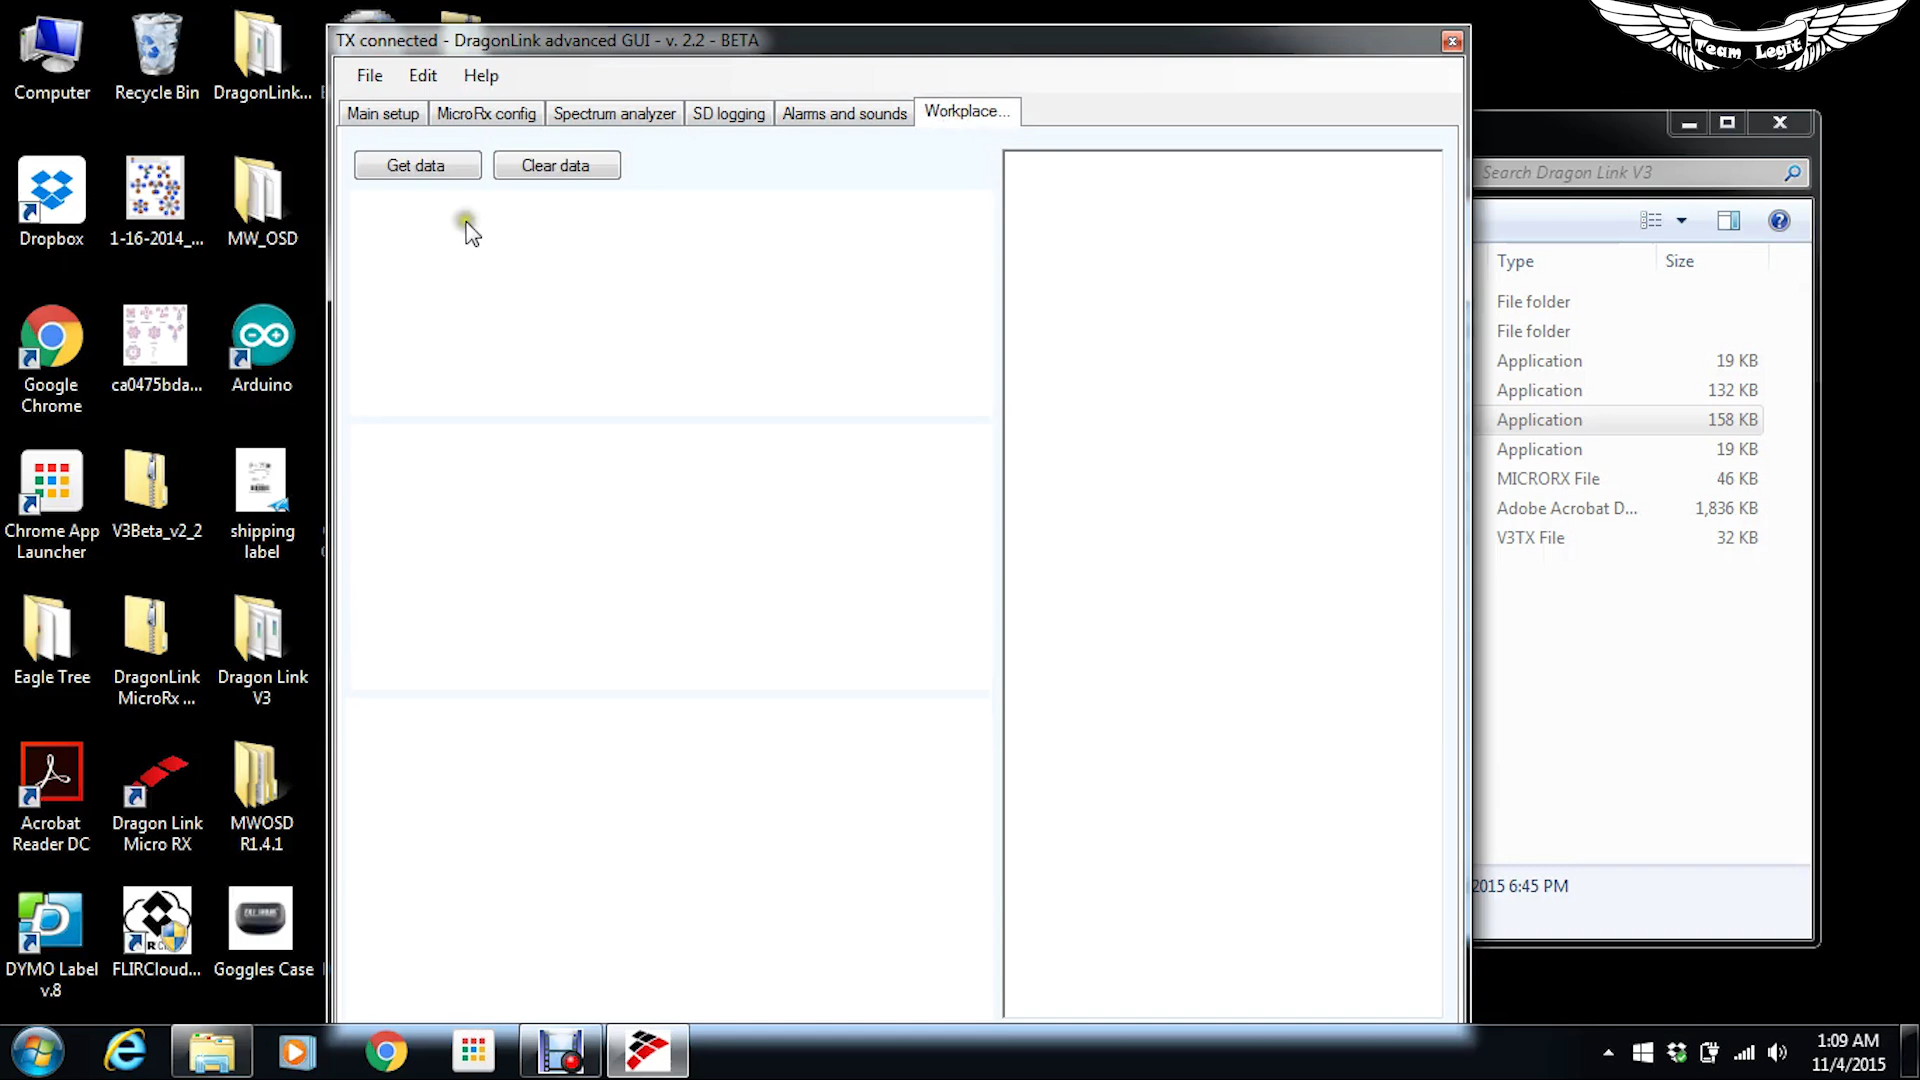 TX connected - DragonLink advanced GUI - v. 2.2 - BETA
File Edit Help
Main setup MicroRx config Spectrum analyzer SD logging Alarms and sounds Workplace...
Get data Clear data
Team Legit
Search Dragon Link V3
Type Size
File folder
File folder
Application 19 KB
Application 132 KB
Application 158 KB
Application 19 KB
MICRORX File 46 KB
Adobe Acrobat D... 1,836 KB
V3TX File 32 KB
2015 6:45 PM
Computer
Recycle Bin
DragonLink...
Dropbox
1-16-2014_...
MW_OSD
Google
Chrome
ca0475bda...
Arduino
Chrome App
Launcher
V3Beta_v2_2
shipping
label
Eagle Tree
DragonLink
MicroRx ...
Dragon Link
V3
Acrobat
Reader DC
Dragon Link
Micro RX
MWOSD
R1.4.1
DYMO Label
v.8
FLIRCloud...
Goggles Case
1:09 AM
11/4/2015